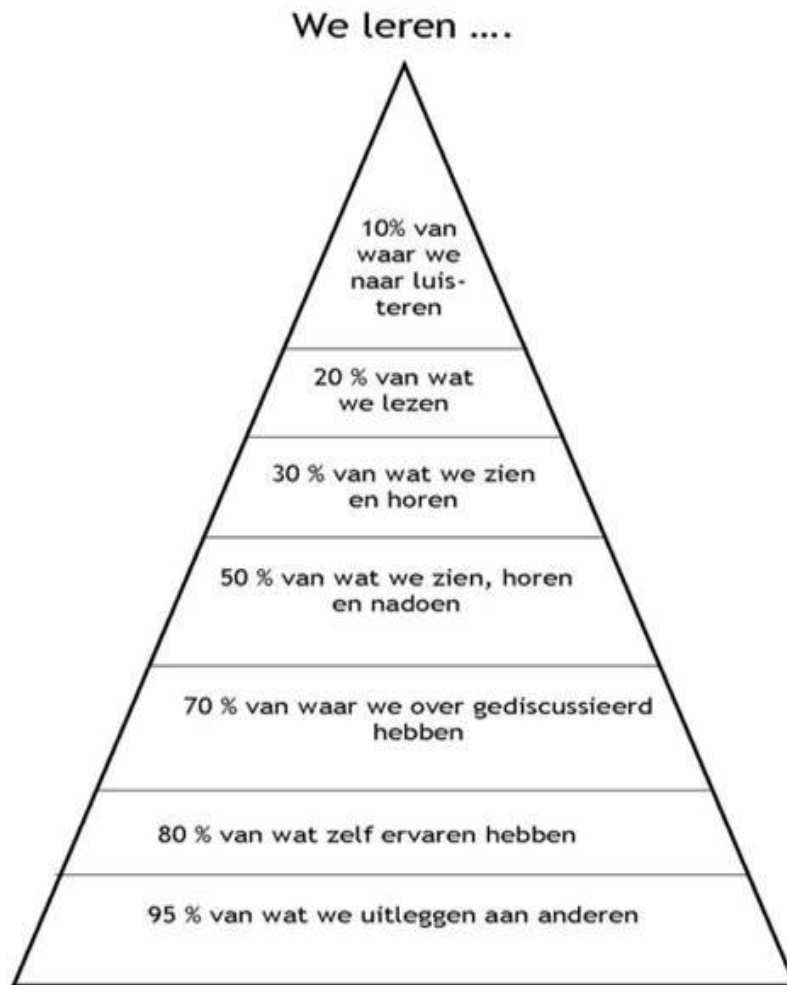 We leren ....
10% van
waar we
naar luis-
teren
20 % van wat
we lezen
30 % van wat we zien
en horen
50 % van wat we zien, horen
en nadoen
70 % van waar we over gediscussieerd
hebben
80 % van wat zelf ervaren hebben
95 % van wat we uitleggen aan anderen